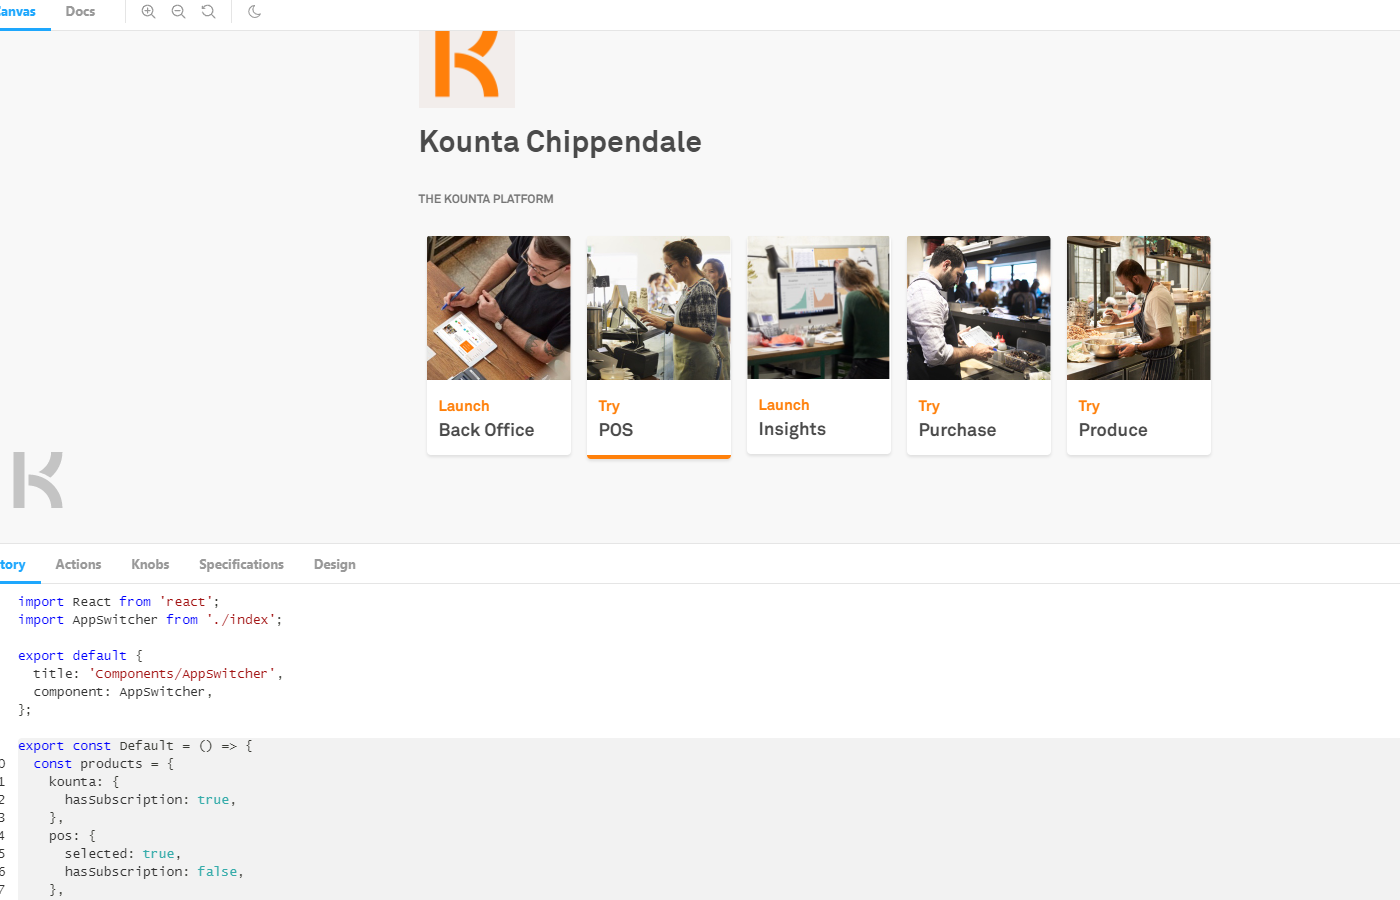 anvas Docs
Kounta Chippendale
THE KOUNTA PLATFORM
Launch Try Launch Try Try
Back Office POS Insights Purchase Produce
tory Actions Knobs Specifications Design
import React from 'react';
import AppSwitcher from './index';
export default {
title: 'Components/AppSwitcher',
component: AppSwitcher,
};
export const Default = () => {
0 const products = {
1 kounta: {
2 hasSubscription: true,
3 },
4 pos: {
5 selected: true,
6 hasSubscription: false,
7 },